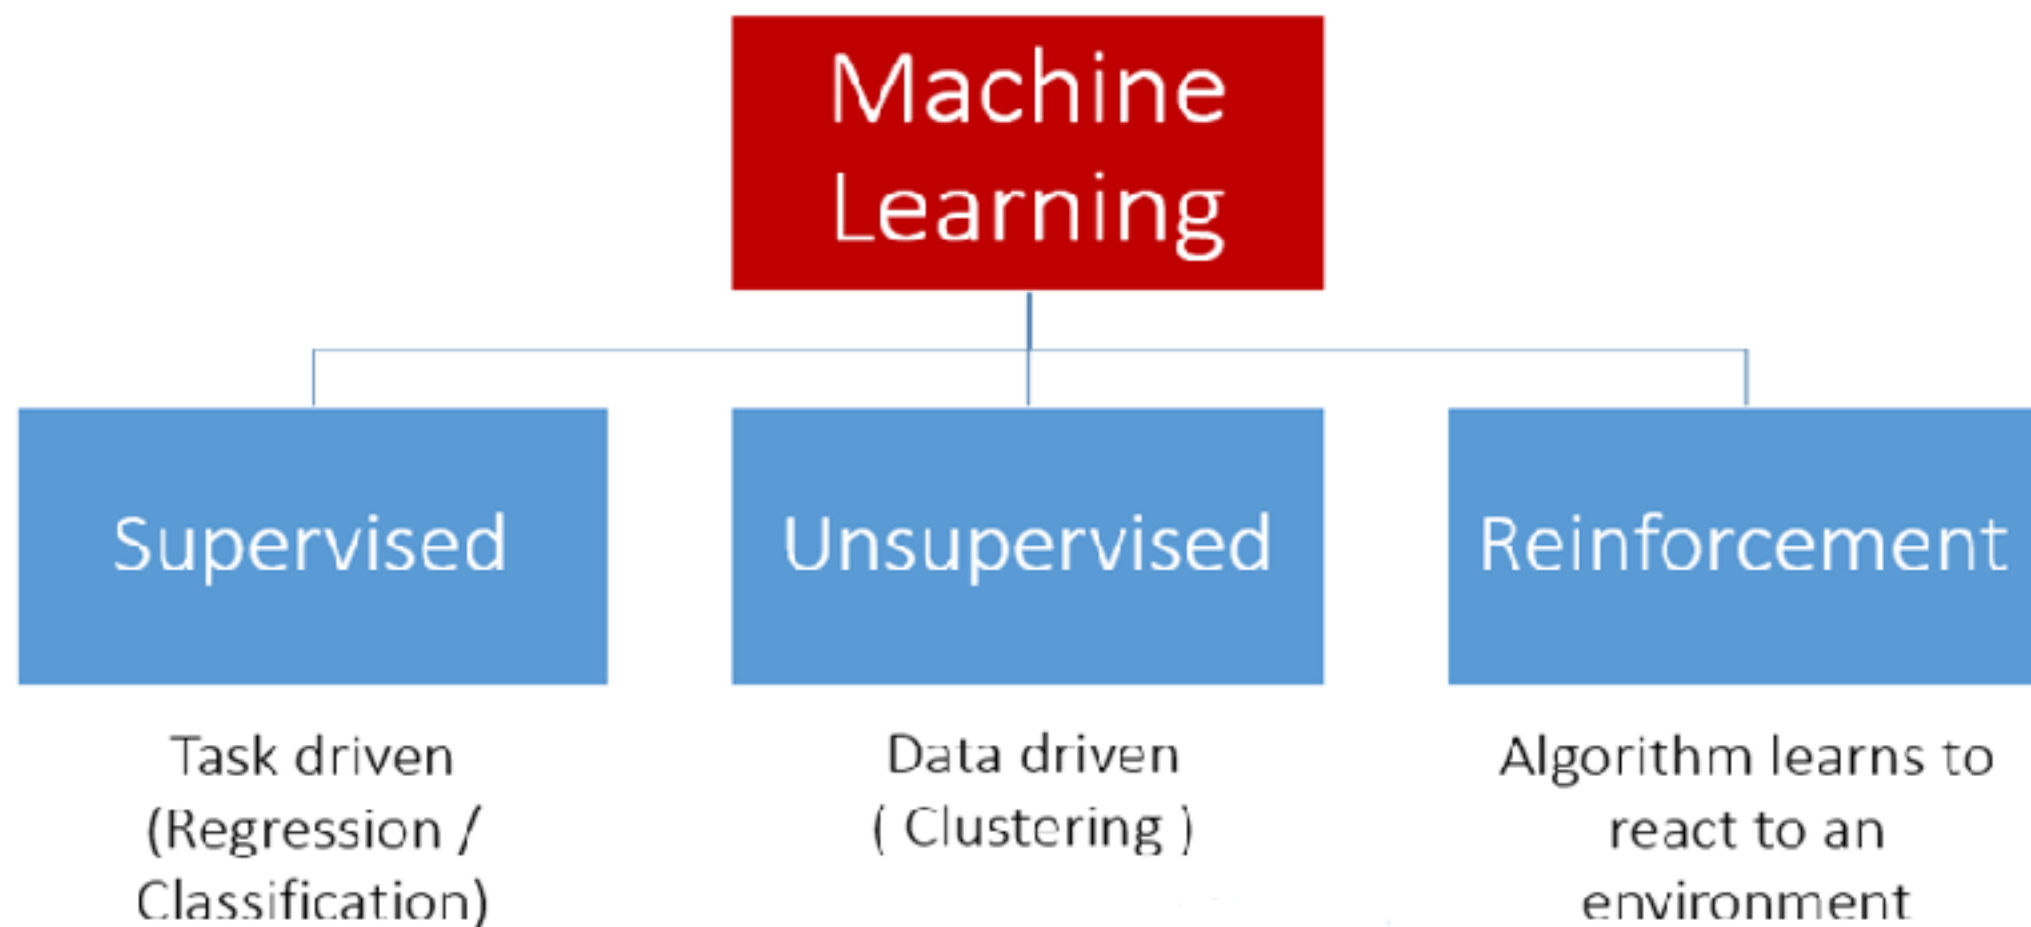 Machine
Learning
Supervised
Unsupervised
Reinforcement
Task driven
(Regression /
Classification)
Data driven
( Clustering )
Algorithm learns to
react to an
environment